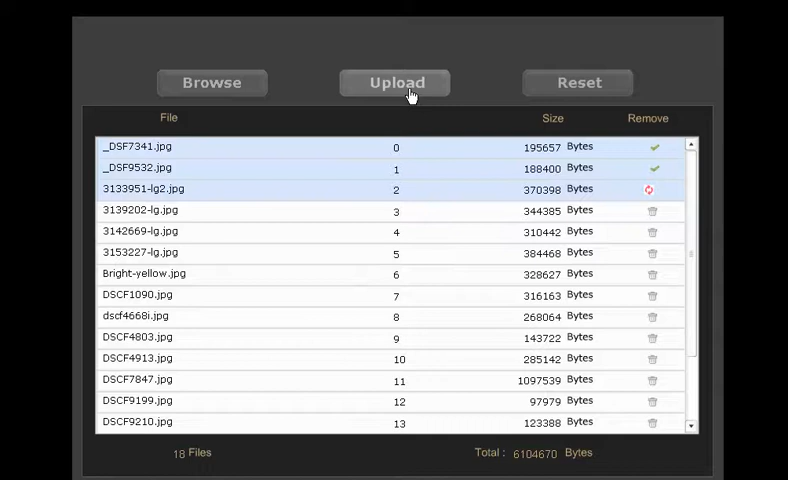 Browse Upload Reset
File Size Remove
_DSF7341.jpg 0 195657 Bytes
_DSF9532.jpg 1 188400 Bytes
3133951-lg2.jpg 2 370398 Bytes
3139202-lg.jpg 3 344385 Bytes
3142669-lg.jpg 4 310442 Bytes
3153227-lg.jpg 5 384468 Bytes
Bright-yellow.jpg 6 328627 Bytes
DSCF1090.jpg 7 316163 Bytes
dscf4668i.jpg 8 268064 Bytes
DSCF4803.jpg 9 143722 Bytes
DSCF4913.jpg 10 285142 Bytes
DSCF7847.jpg 11 1097539 Bytes
DSCF9199.jpg 12 97979 Bytes
DSCF9210.jpg 13 123388 Bytes
18 Files Total : 6104670 Bytes